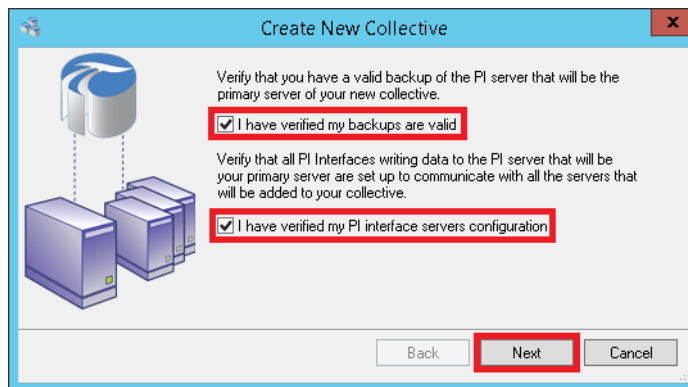 Create New Collective
x
Verify that you have a valid backup of the PI server that will be the
primary server of your new collective.
I have verified my backups are valid
Verify that all PI Interfaces writing data to the PI server that will be
your primary server are set up to communicate with all the servers that
will be added to your collective.
I have verified my PI interface servers configuration
Back Next Cancel